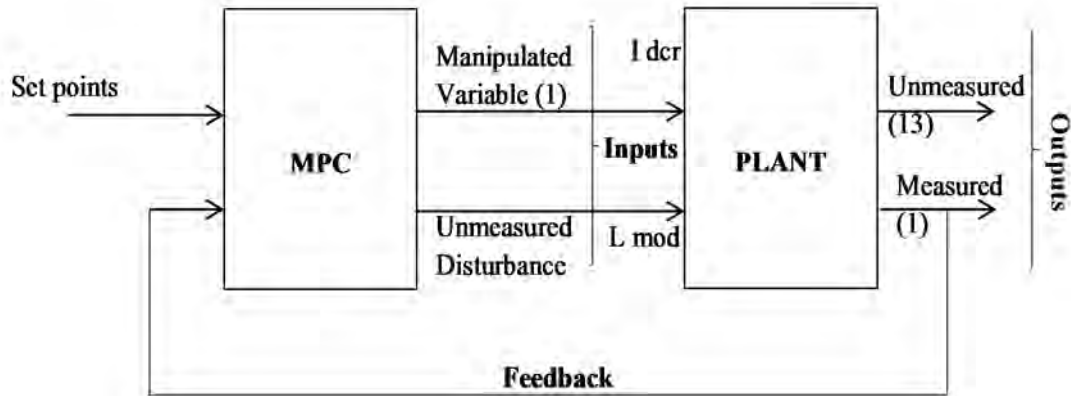 Set points
MPC
Manipulated
Variable (1)
Unmeasured
Disturbance
Inputs
I dcr
L mod
PLANT
Unmeasured
(13)
Measured
(1)
Outputs
Feedback